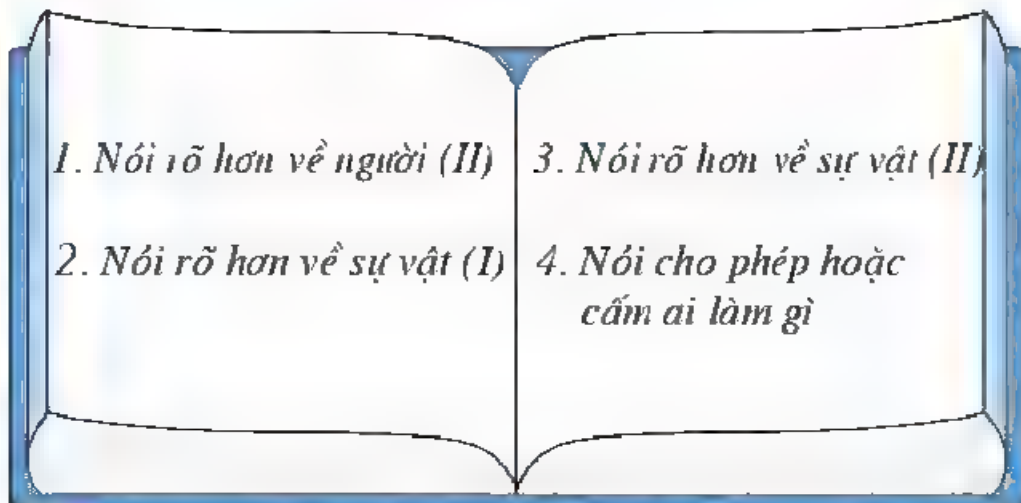 1. Nói rõ hơn về người (II)
2. Nói rõ hơn về sự vật (I)
3. Nói rõ hơn về sự vật (II)
4. Nói cho phép hoặc
cấm ai làm gì